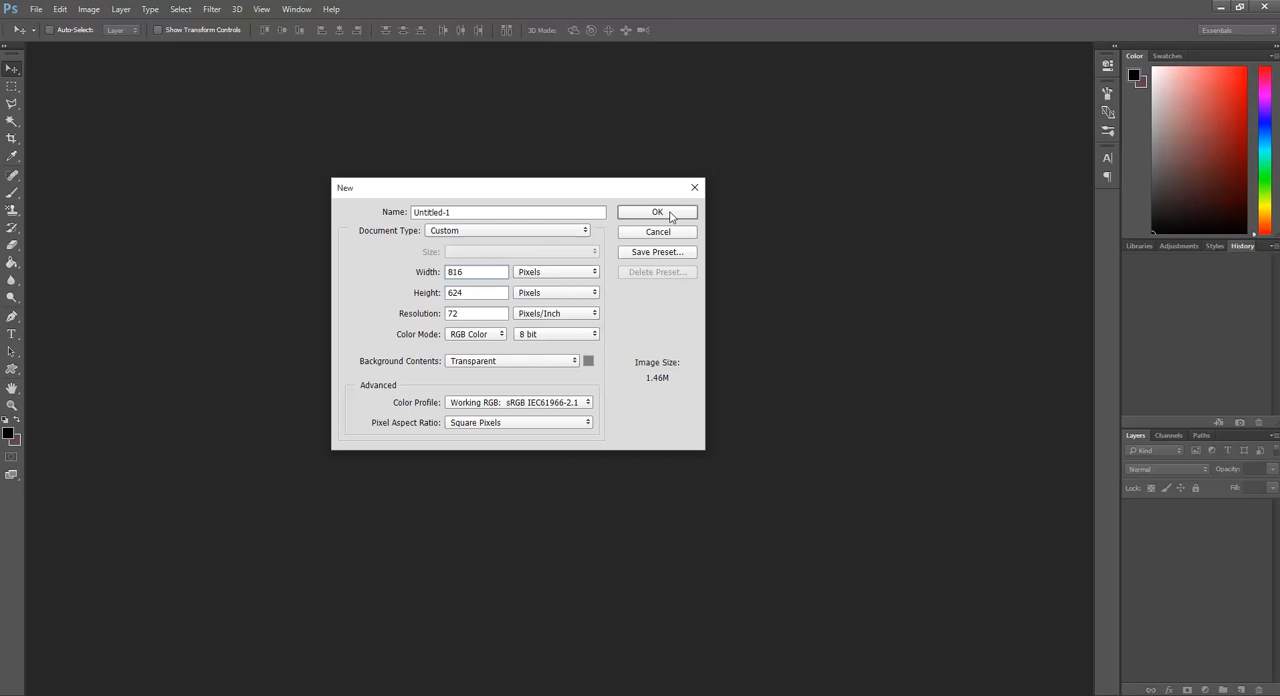 Ps File Edit Image Layer Type Select Filter 3D View Window Help
Auto-Select: Layer Show Transform Controls 3D Mode: Essentials
Color Swatches
New
Name: Untitled-1 OK
Document Type: Custom Cancel
Size: Save Preset...
Width: 816 Pixels Delete Preset...
Height: 624 Pixels
Resolution: 72 Pixels/Inch
Color Mode: RGB Color 8 bit
Background Contents: Transparent Image Size:
1.46M
Advanced
Color Profile: Working RGB: sRGB IEC61966-2.1
Pixel Aspect Ratio: Square Pixels
Libraries Adjustments Styles History
Layers Channels Paths
Kind
Normal Opacity:
Lock: Fill: